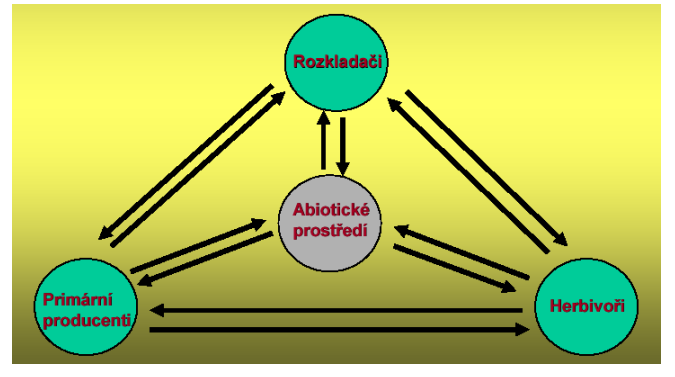 Rozkladači
Abiotické
prostředí
Primární
producenti
Herbivoři